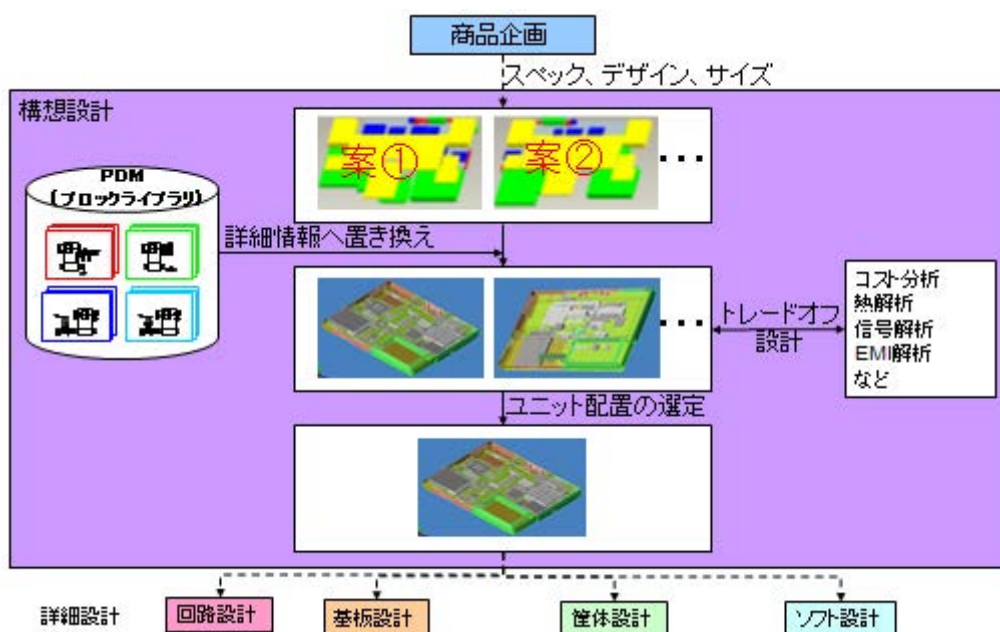 商品企画
スペック、デザイン、サイズ
構想設計
案①
案②
・・・
PDM
(ブロックライブラリ)
詳細情報へ置き換え
・・・
トレードオフ
設計
コスト分析
熱解析
信号解析
EMI解析
など
ユニット配置の選定
詳細設計
回路設計
基板設計
筐体設計
ソフト設計